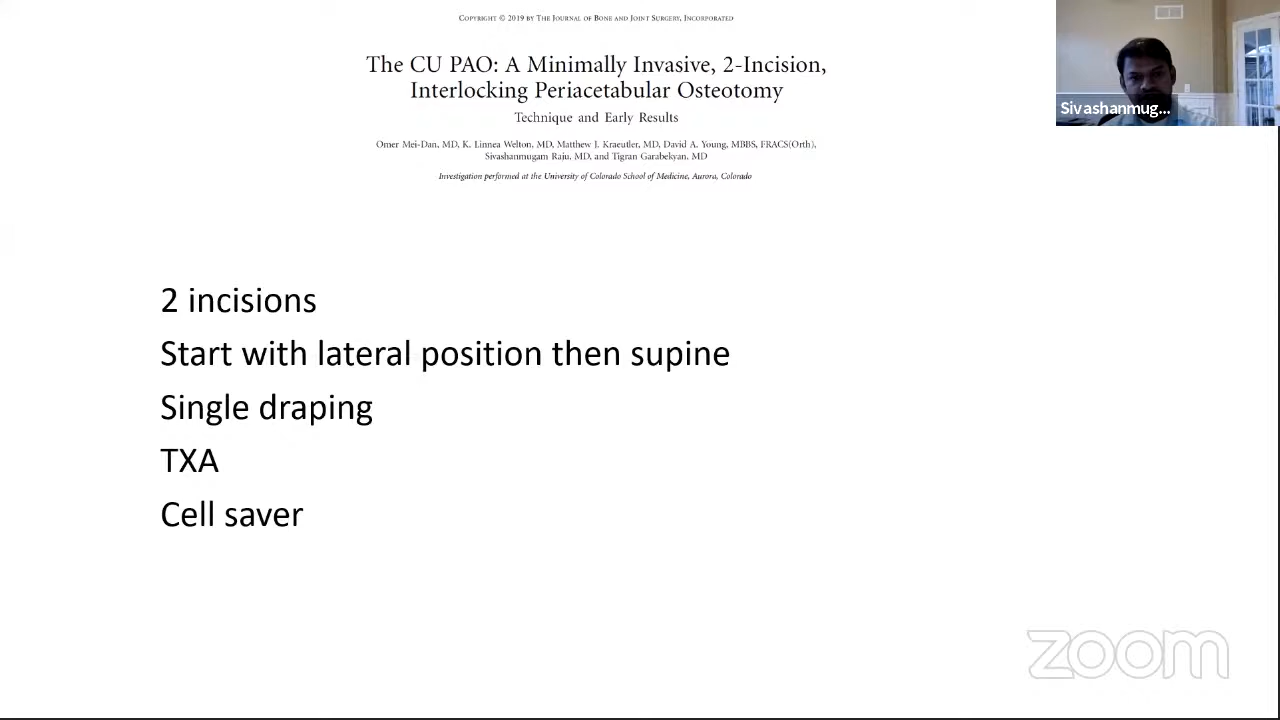 COPYRIGHT © 2019 BY THE JOURNAL OF BONE AND JOINT SURGERY, INCORPORATED
The CU PAO: A Minimally Invasive, 2-Incision,
Interlocking Periacetabular Osteotomy
Technique and Early Results
Omer Mei-Dan, MD, K. Linnea Welton, MD, Matthew J. Kraeutler, MD, David A. Young, MBBS, FRACS(Orth),
Sivashanmugam Raju, MD, and Tigran Garabekyan, MD
Investigation performed at the University of Colorado School of Medicine, Aurora, Colorado
Sivashanmug...
2 incisions
Start with lateral position then supine
Single draping
TXA
Cell saver
zoom